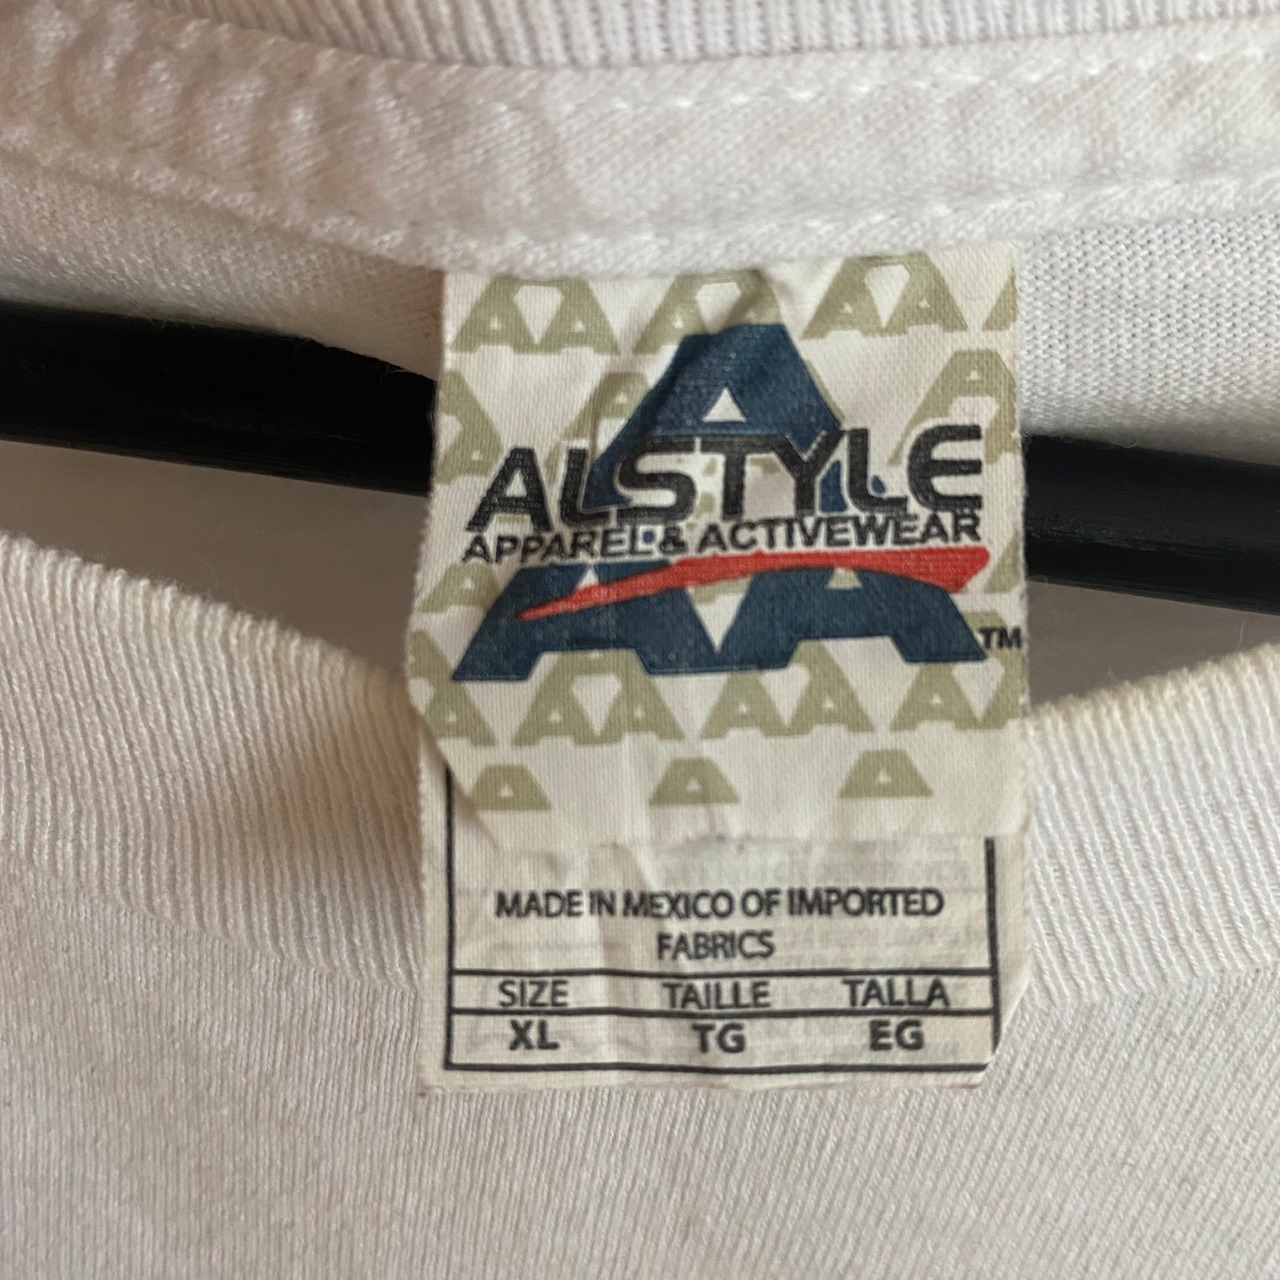 ALSTYLE
APPAREL & ACTIVEWEAR
TM
MADE IN MEXICO OF IMPORTED
FABRICS
SIZE TAILLE TALLA
XL TG EG